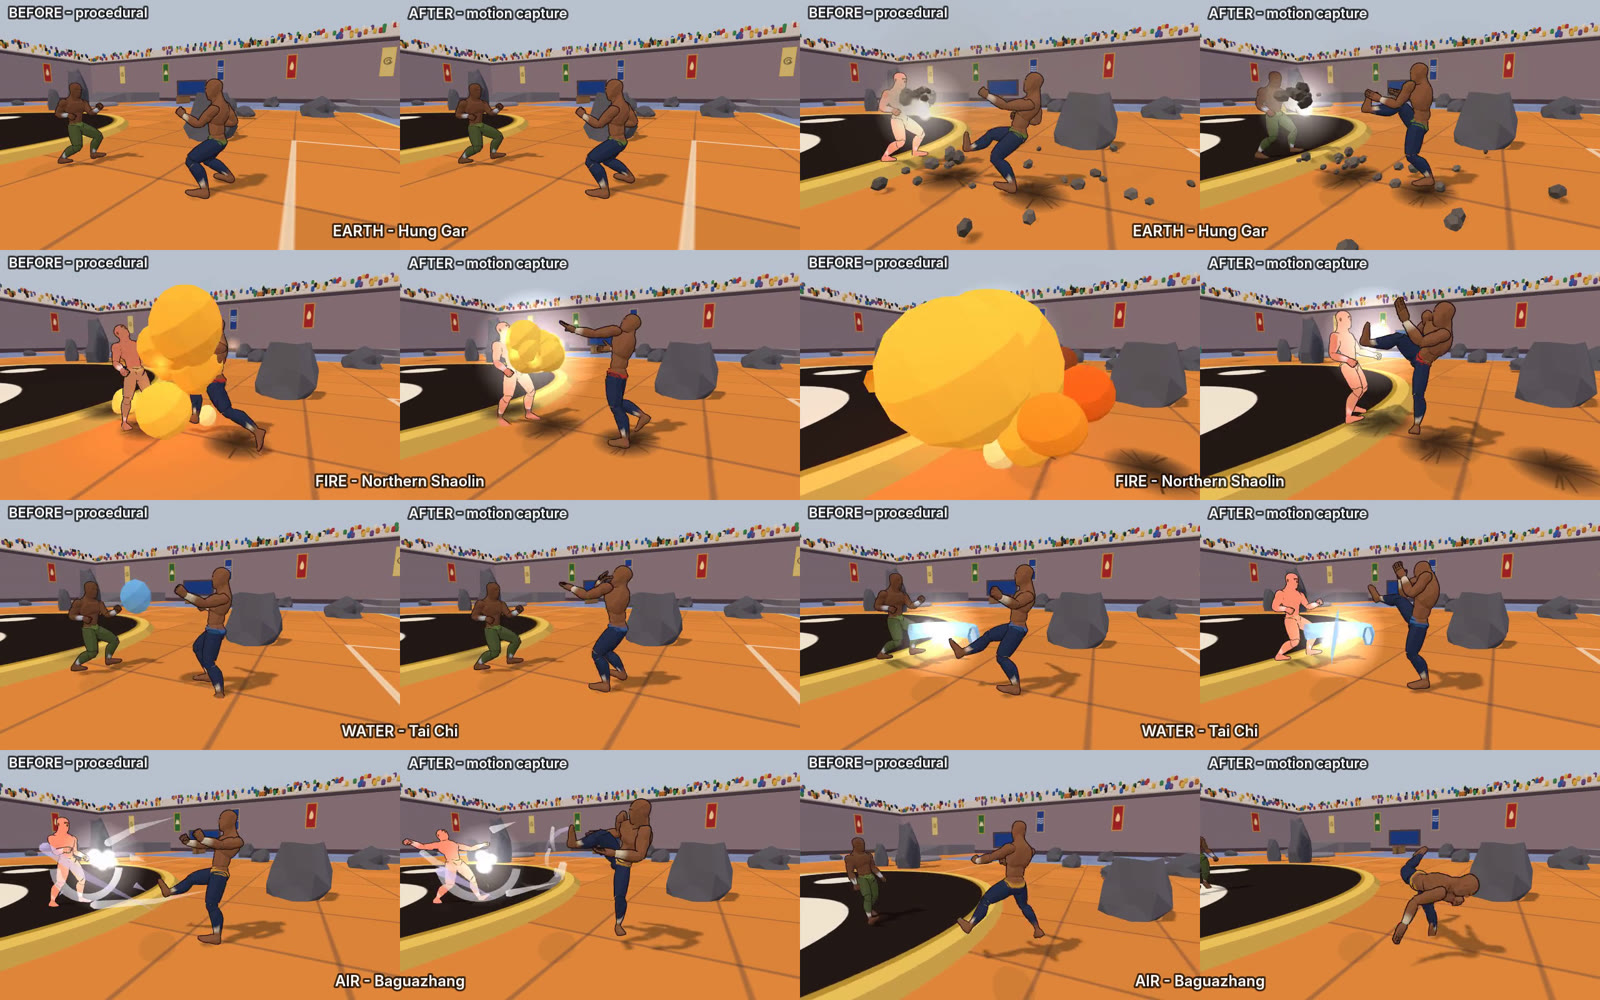 BEFORE - procedural
AFTER - motion capture
BEFORE - procedural
AFTER - motion capture
EARTH - Hung Gar
EARTH - Hung Gar
BEFORE - procedural
AFTER - motion capture
BEFORE - procedural
AFTER - motion capture
FIRE - Northern Shaolin
FIRE - Northern Shaolin
BEFORE - procedural
AFTER - motion capture
BEFORE - procedural
AFTER - motion capture
WATER - Tai Chi
WATER - Tai Chi
BEFORE - procedural
AFTER - motion capture
BEFORE - procedural
AFTER - motion capture
AIR - Baguazhang
AIR - Baguazhang